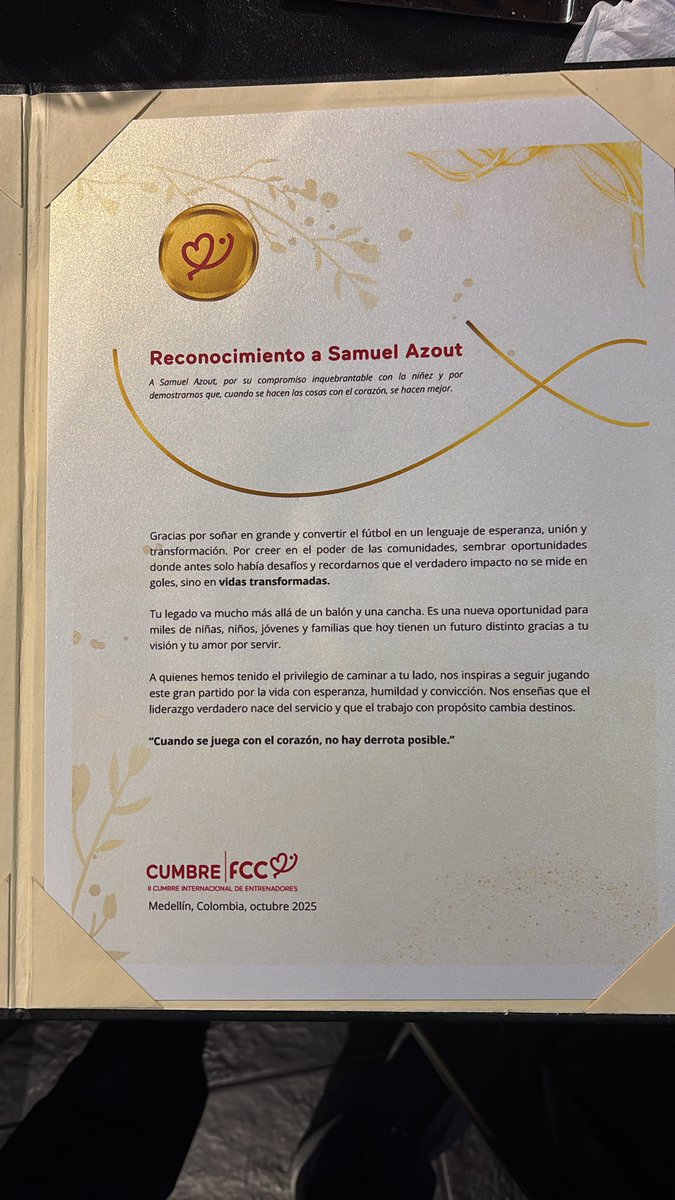 Reconocimiento a Samuel Azout
A Samuel Azout, por su compromiso inquebrantable con la niñez y por
demostrarnos que, cuando se hacen las cosas con el corazón, se hacen mejor.
Gracias por soñar en grande y convertir el fútbol en un lenguaje de esperanza, unión y
transformación. Por creer en el poder de las comunidades, sembrar oportunidades
donde antes solo había desafíos y recordarnos que el verdadero impacto no se mide en
goles, sino en vidas transformadas.
Tu legado va mucho más allá de un balón y una cancha. Es una nueva oportunidad para
miles de niñas, niños, jóvenes y familias que hoy tienen un futuro distinto gracias a tu
visión y tu amor por servir.
A quienes hemos tenido el privilegio de caminar a tu lado, nos inspiras a seguir jugando
este gran partido por la vida con esperanza, humildad y convicción. Nos enseñas que el
liderazgo verdadero nace del servicio y que el trabajo con propósito cambia destinos.
“Cuando se juega con el corazón, no hay derrota posible.”
CUMBRE FCC
II CUMBRE INTERNACIONAL DE ENTRENADORES
Medellín, Colombia, octubre 2025